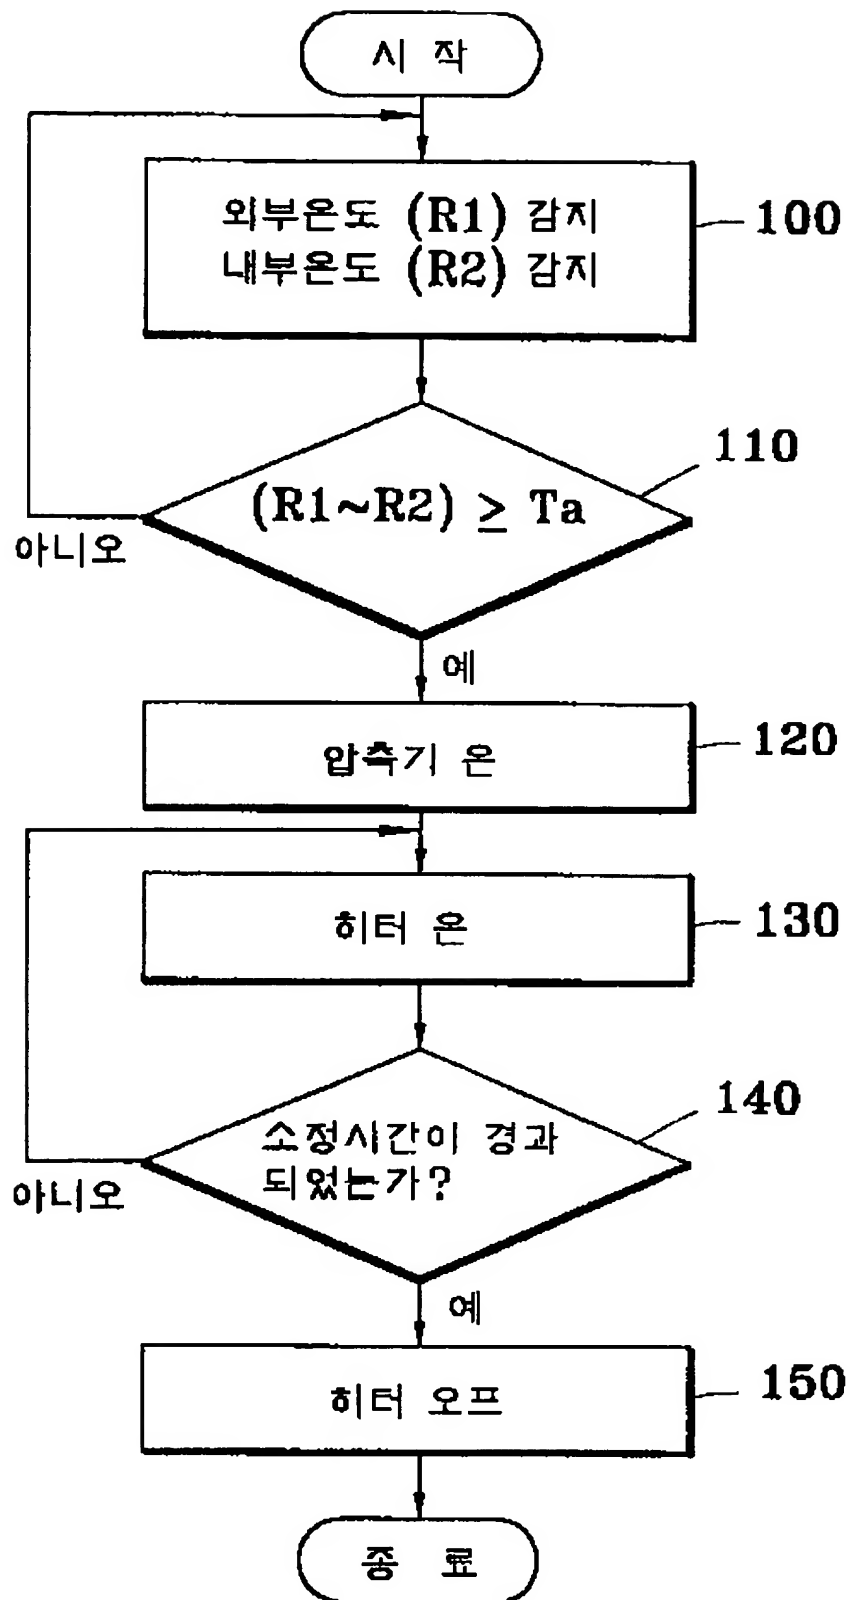 시 작
외부온도 (R1) 감지
내부온도 (R2) 감지
100
(R1~R2) ≥ Ta
110
아니오
예
압축기 온
120
히터 온
130
소정시간이 경과
되었는가?
140
아니오
예
히터 오프
150
종 료